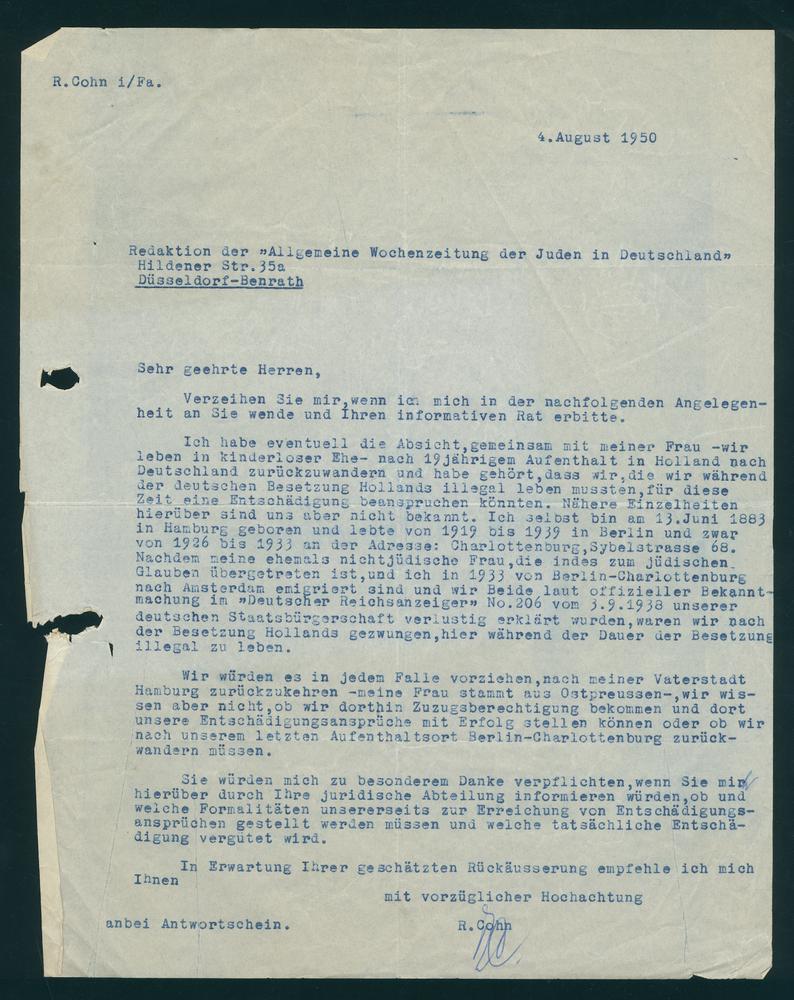 R.Cohn i/Fa.
4.August 1950
Redaktion der "Allgemeine Wochenzeitung der Juden in Deutschland"
Hildener Str.35a
Düsseldorf-Benrath
Sehr geehrte Herren,
Verzeihen Sie mir,wenn ich mich in der nachfolgenden Angelegen-
heit an Sie wende und Ihren informativen Rat erbitte.
Ich habe eventuell die Absicht,gemeinsam mit meiner Frau -wir
leben in kinderloser Ehe- nach 19jährigem Aufenthalt in Holland nach
Deutschland zurückzuwandern und habe gehört,dass wir,die wir während
der deutschen Besetzung Hollands illegal leben mussten,für diese
Zeit eine Entschädigung beanspruchen könnten. Nähere Einzelheiten
hierüber sind uns aber nicht bekannt. Ich selbst bin am 13.Juni 1883
in Hamburg geboren und lebte von 1919 bis 1939 in Berlin und zwar
von 1926 bis 1933 an der Adresse: Charlottenburg,Sybelstrasse 68.
Nachdem meine ehemals nichtjüdische Frau,die indes zum jüdischen
Glauben übergetreten ist,und ich in 1933 von Berlin-Charlottenburg
nach Amsterdam emigriert sind und wir Beide laut offizieller Bekannt-
machung im "Deutscher Reichsanzeiger" No.206 vom 3.9.1938 unserer
deutschen Staatsbürgerschaft verlustig erklärt wurden,waren wir nach
der Besetzung Hollands gezwungen,hier während der Dauer der Besetzung
illegal zu leben.
Wir würden es in jedem Falle vorziehen,nach meiner Vaterstadt
Hamburg zurückzukehren -meine Frau stammt aus Ostpreussen-,wir wis-
sen aber nicht,ob wir dorthin Zuzugsberechtigung bekommen und dort
unsere Entschädigungsansprüche mit Erfolg stellen können oder ob wir
nach unserem letzten Aufenthaltsort Berlin-Charlottenburg zurück-
wandern müssen.
Sie würden mich zu besonderem Danke verpflichten,wenn Sie mir
hierüber durch Ihre juridische Abteilung informieren würden,ob und
welche Formalitäten unsererseits zur Erreichung von Entschädigungs-
ansprüchen gestellt werden müssen und welche tatsächliche Entschä-
digung vergütet wird.
In Erwartung Ihrer geschätzten Rückäusserung empfehle ich mich
Ihnen
mit vorzüglicher Hochachtung
anbei Antwortschein.
R.Cohn